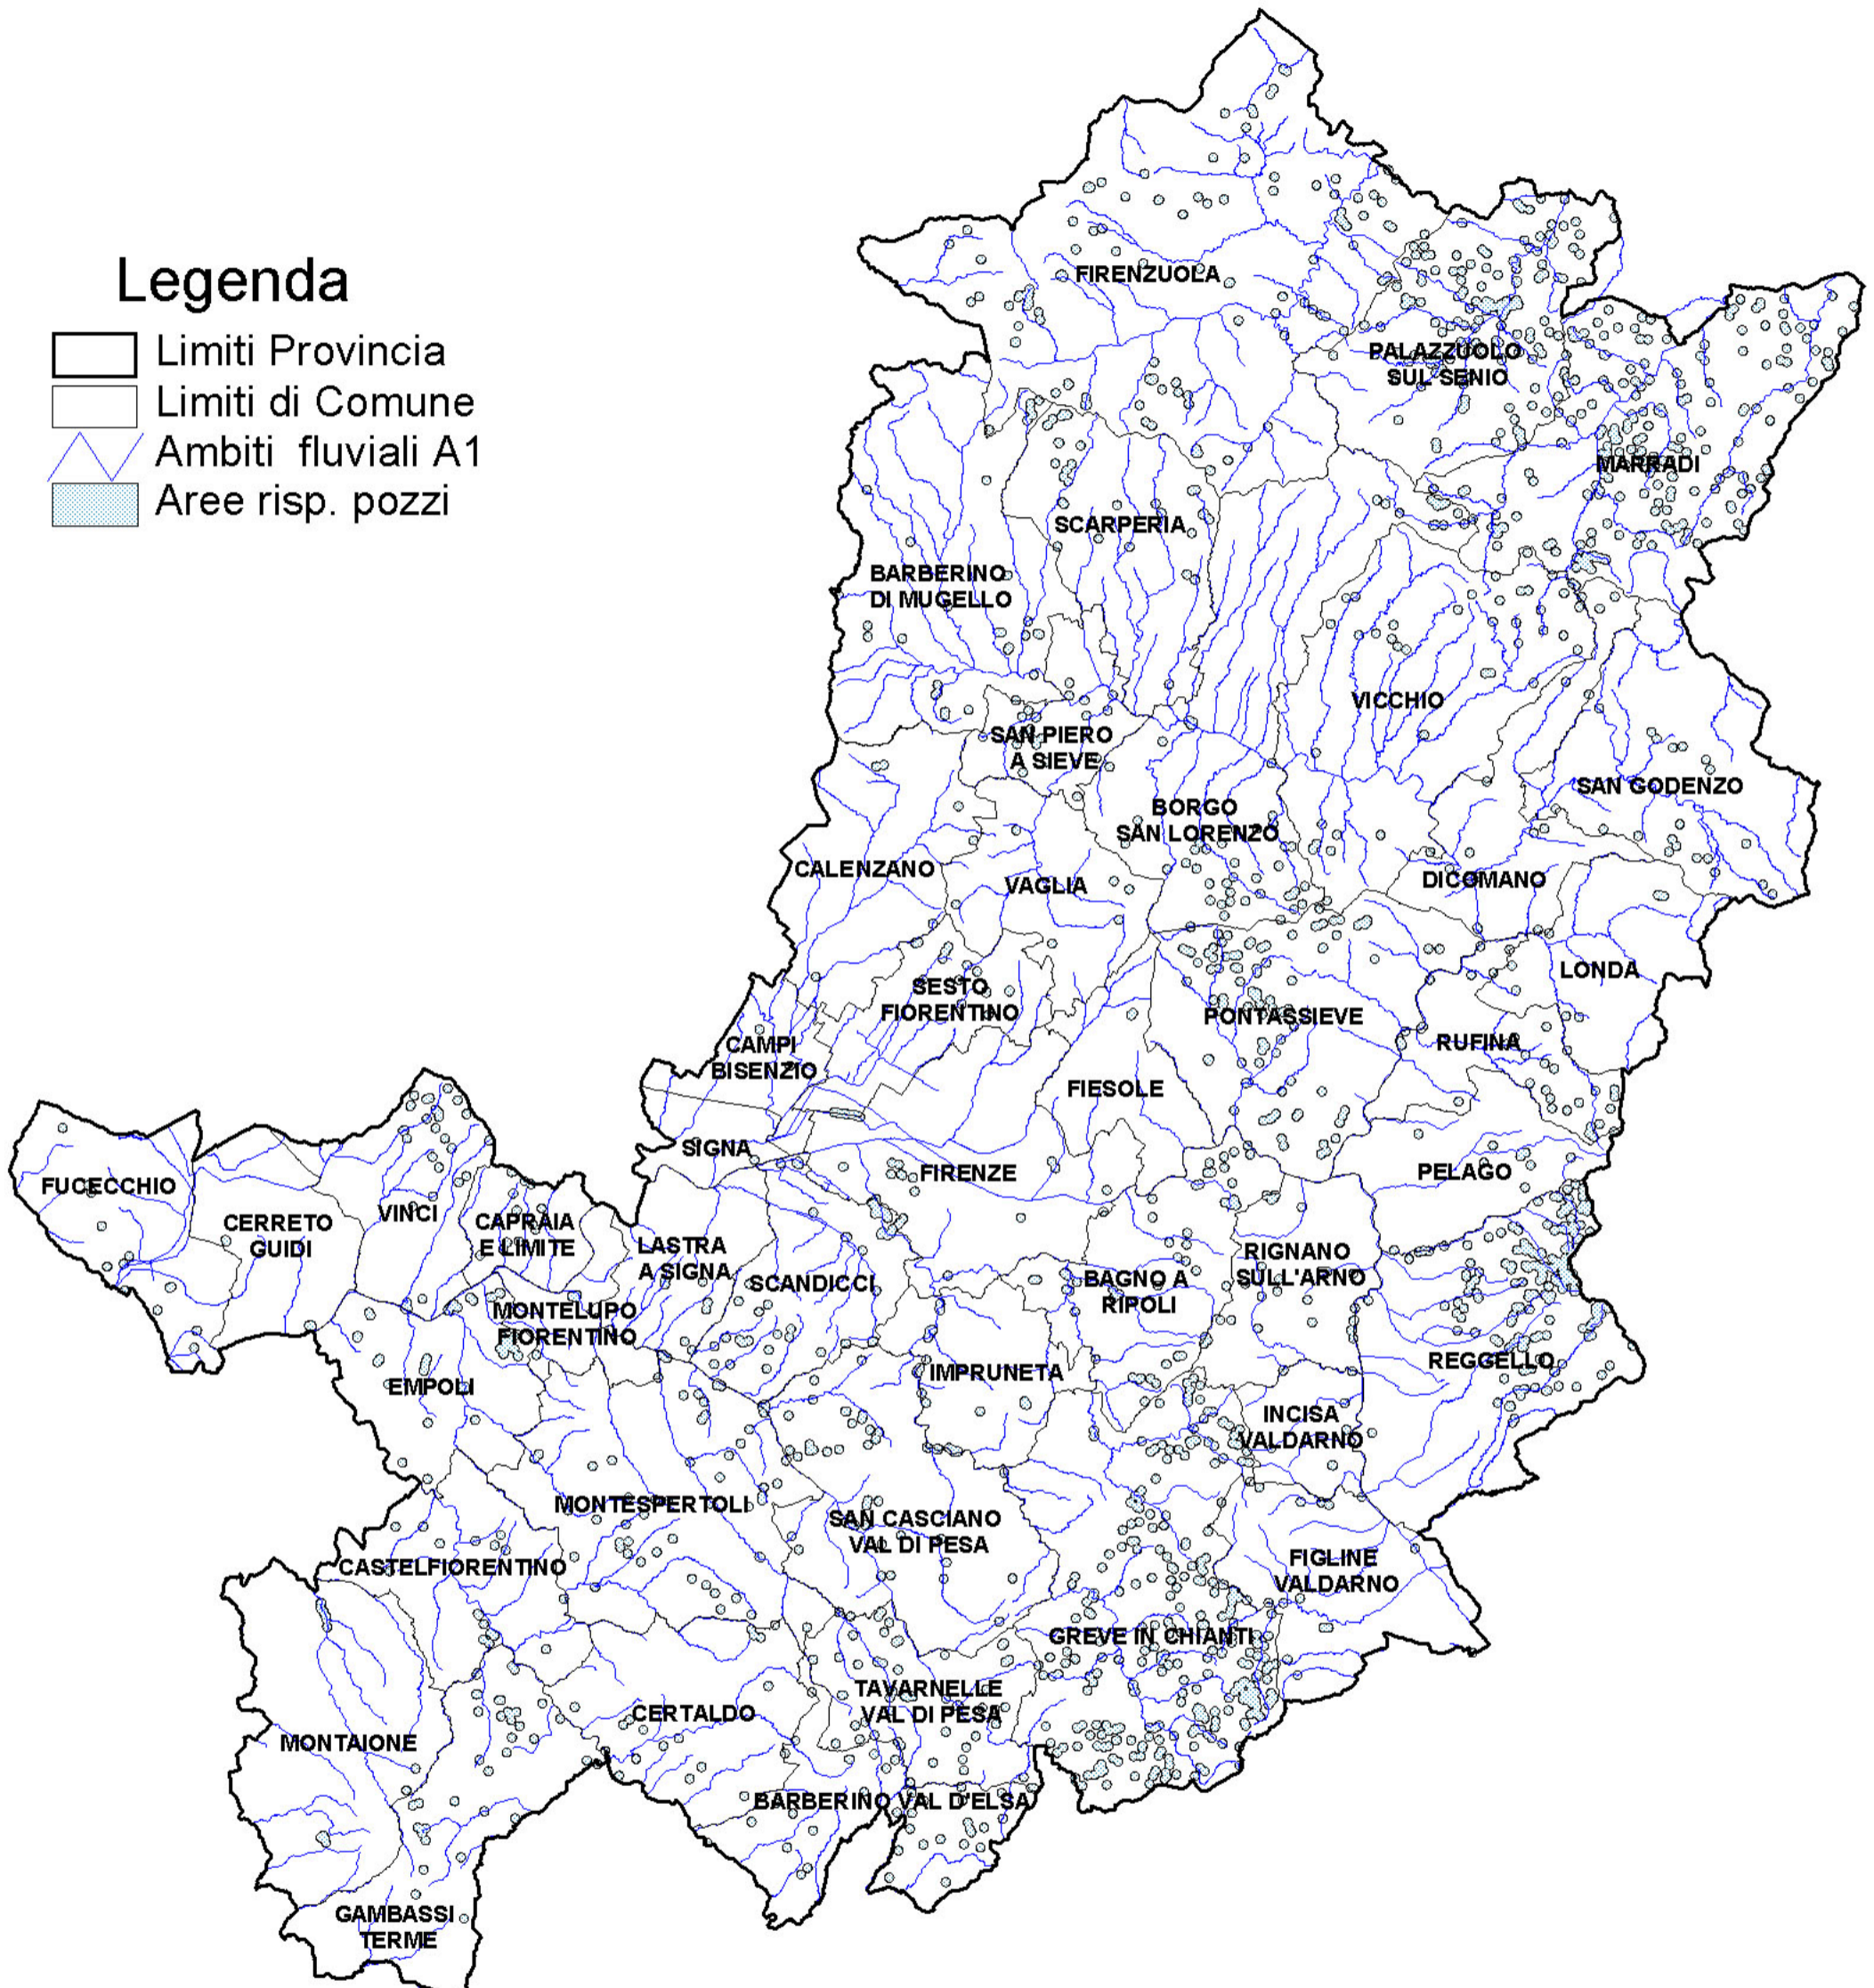 Legenda
Limiti Provincia
Limiti di Comune
Ambiti fluviali A1
Aree risp. pozzi
FIRENZUOLA
PALAZZUOLO
SUL SENIO
MARRADI
SCARPERIA
BARBERINO
DI MUGELLO
VICCHIO
SAN PIERO
A SIEVE
SAN GODENZO
BORGO
SAN LORENZO
CALENZANO
VAGLIA
DICOMANO
LONDA
SESTO
FIORENTINO
PONTASSIEVE
RUFINA
CAMPI
BISENZIO
FIESOLE
SIGNA
FIRENZE
PELAGO
FUCECCHIO
CERRETO
GUIDI
VINCI
CAPRAIA
E LIMITE
LASTRA
A SIGNA
SCANDICCI
BAGNO A
RIPOLI
RIGNANO
SULL'ARNO
MONTELUPO
FIORENTINO
EMPOLI
IMPRUNETA
REGGELLO
INCISA
VALDARNO
MONTESPERTOLI
SAN CASCIANO
VAL DI PESA
CASTELFIORENTINO
FIGLINE
VALDARNO
GREVE IN CHIANTI
TAVARNELLE
VAL DI PESA
CERTALDO
MONTAIONE
BARBERINO VAL D'ELSA
GAMBASSI
TERME